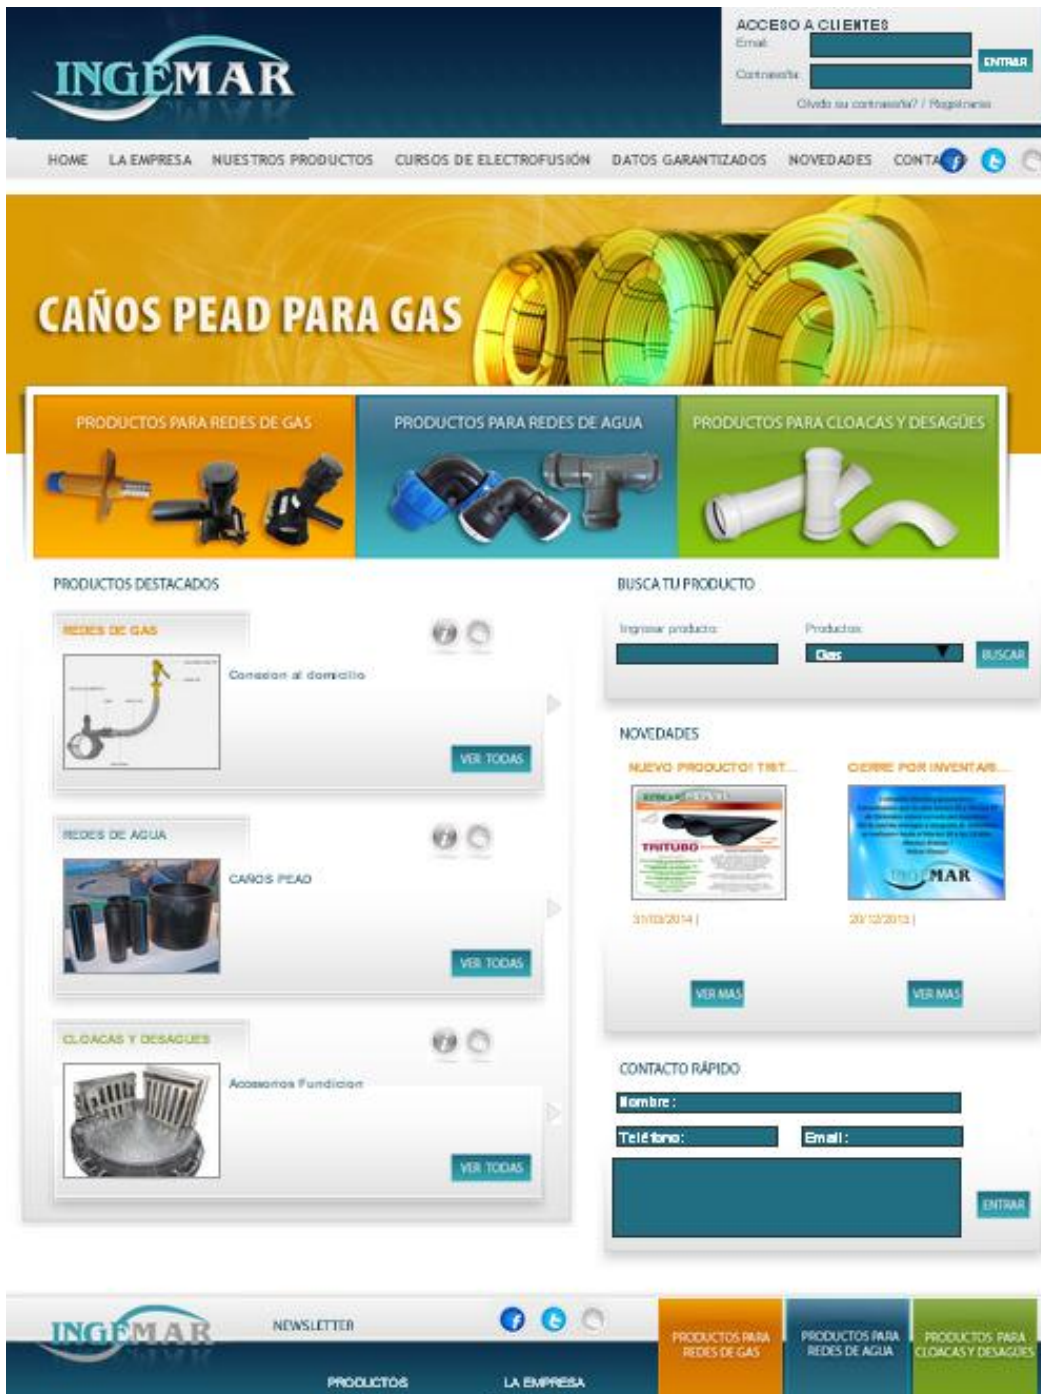 INGEMAR
ACCESO A CLIENTES
Email:
Contraseña:
ENTRAR
Olvido su contraseña? / Registrarse
HOME LA EMPRESA NUESTROS PRODUCTOS CURSOS DE ELECTROFUSIÓN DATOS GARANTIZADOS NOVEDADES CONTA
CAÑOS PEAD PARA GAS
PRODUCTOS PARA REDES DE GAS
PRODUCTOS PARA REDES DE AGUA
PRODUCTOS PARA CLOACAS Y DESAGÜES
PRODUCTOS DESTACADOS
REDES DE GAS
Conexion al domicilio
VER TODAS
REDES DE AGUA
CAÑOS PEAD
VER TODAS
CLOACAS Y DESAGUES
Accesorios Fundicion
VER TODAS
BUSCA TU PRODUCTO
Ingresar producto:
Productos:
Gas
BUSCAR
NOVEDADES
NUEVO PRODUCTO! TRIT...
TRITUBO
31/03/2014 |
VER MAS
CIERRE POR INVENTARI...
INGEMAR
20/12/2013 |
VER MAS
CONTACTO RÁPIDO
Nombre:
Teléfono:
Email:
ENTRAR
INGEMAR
NEWSLETTER
PRODUCTOS
LA EMPRESA
PRODUCTOS PARA
REDES DE GAS
PRODUCTOS PARA
REDES DE AGUA
PRODUCTOS PARA
CLOACAS Y DESAGÜES